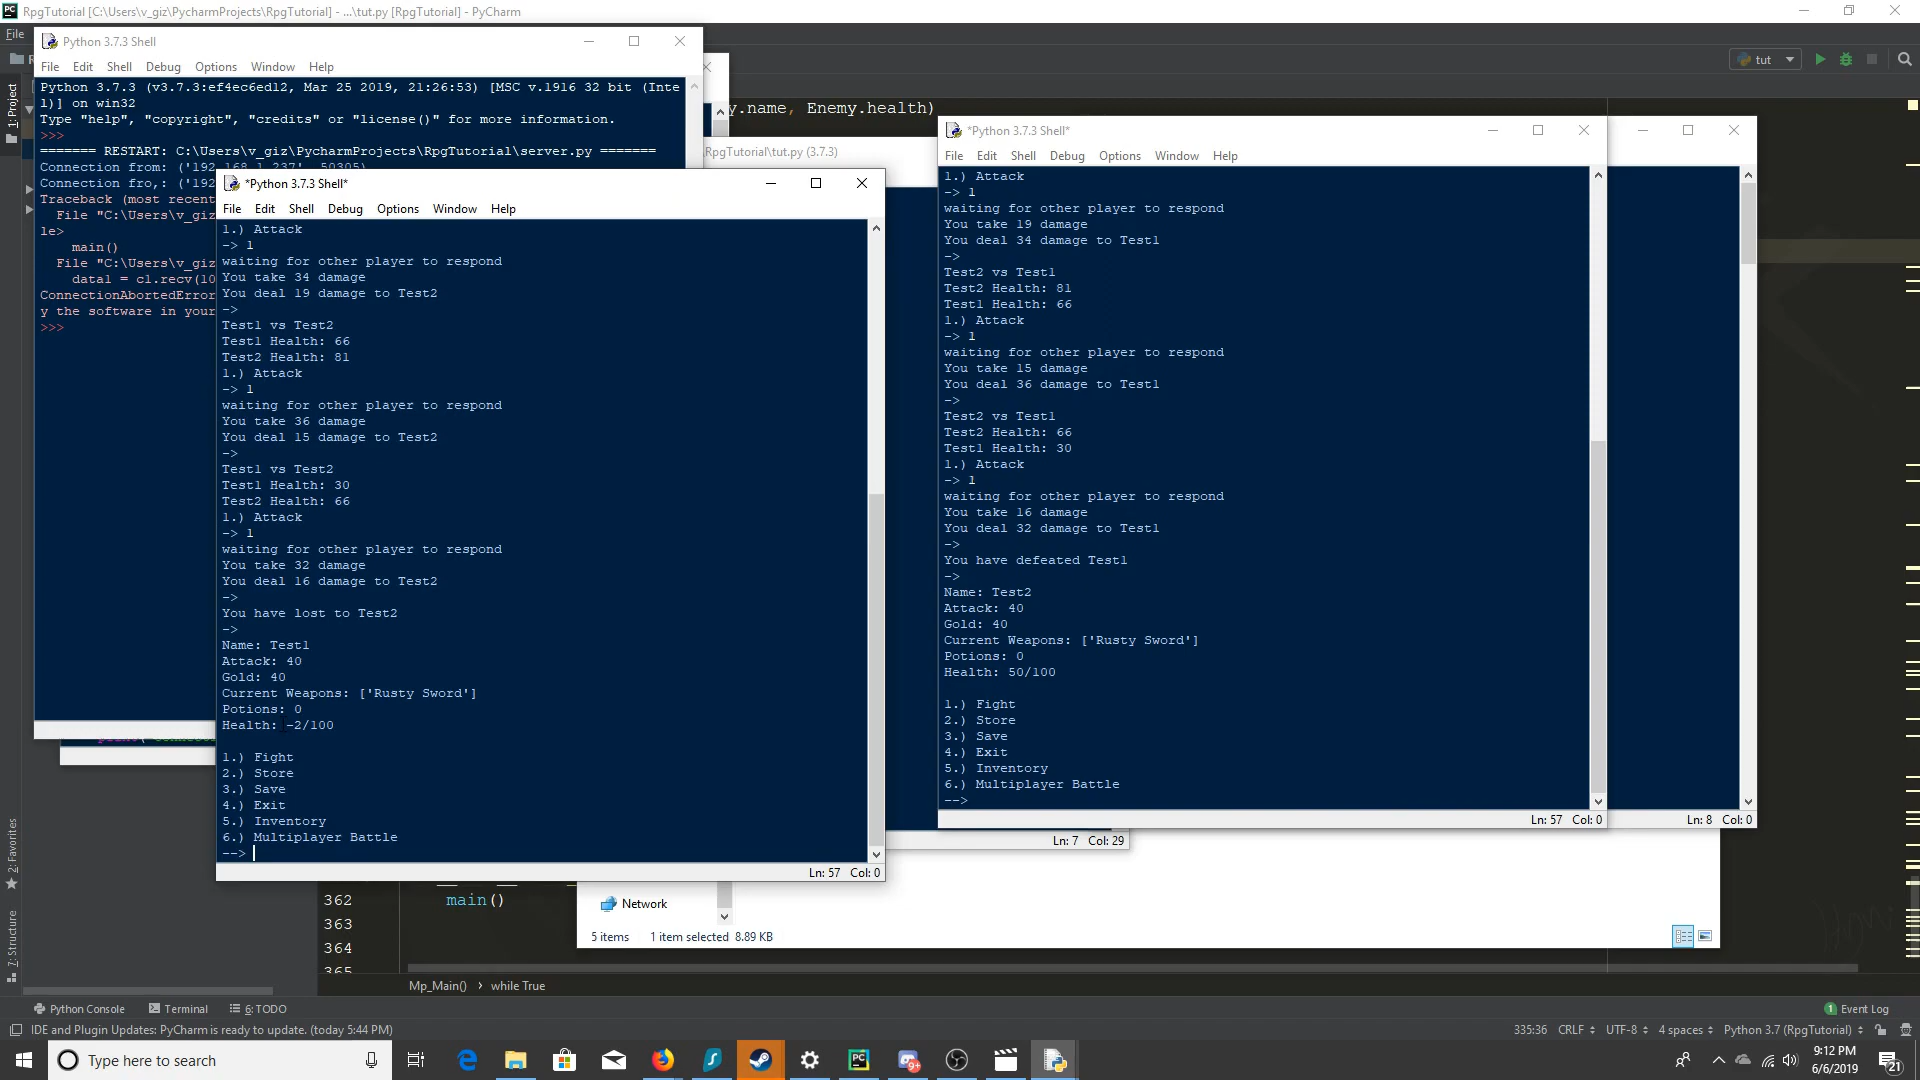 RpgTutorial [C:\Users\v_giz\PycharmProjects\RpgTutorial] - ...\tut.py [RpgTutorial] - PyCharm
File
tut
1: Project
y.name, Enemy.health)
RpgTutorial\tut.py (3.7.3)
Python 3.7.3 Shell
File Edit Shell Debug Options Window Help
Python 3.7.3 (v3.7.3:ef4ec6ed12, Mar 25 2019, 21:26:53) [MSC v.1916 32 bit (Inte
l)] on win32
Type "help", "copyright", "credits" or "license()" for more information.
>>>
======= RESTART: C:\Users\v_giz\PycharmProjects\RpgTutorial\server.py =======
Connection from: ('192.168.1.237', 50305)
Connection fro,: ('192
Traceback (most recent
File "C:\Users\v_giz
le>
main()
File "C:\Users\v_giz
data1 = c1.recv(10
ConnectionAbortedError
y the software in your
>>>
*Python 3.7.3 Shell*
File Edit Shell Debug Options Window Help
1.) Attack
-> 1
waiting for other player to respond
You take 34 damage
You deal 19 damage to Test2
->
Test1 vs Test2
Test1 Health: 66
Test2 Health: 81
1.) Attack
-> 1
waiting for other player to respond
You take 36 damage
You deal 15 damage to Test2
->
Test1 vs Test2
Test1 Health: 30
Test2 Health: 66
1.) Attack
-> 1
waiting for other player to respond
You take 32 damage
You deal 16 damage to Test2
->
You have lost to Test2
->
Name: Test1
Attack: 40
Gold: 40
Current Weapons: ['Rusty Sword']
Potions: 0
Health: -2/100
1.) Fight
2.) Store
3.) Save
4.) Exit
5.) Inventory
6.) Multiplayer Battle
-->
Ln: 57 Col: 0
*Python 3.7.3 Shell*
File Edit Shell Debug Options Window Help
1.) Attack
-> 1
waiting for other player to respond
You take 19 damage
You deal 34 damage to Test1
->
Test2 vs Test1
Test2 Health: 81
Test1 Health: 66
1.) Attack
-> 1
waiting for other player to respond
You take 15 damage
You deal 36 damage to Test1
->
Test2 vs Test1
Test2 Health: 66
Test1 Health: 30
1.) Attack
-> 1
waiting for other player to respond
You take 16 damage
You deal 32 damage to Test1
->
You have defeated Test1
->
Name: Test2
Attack: 40
Gold: 40
Current Weapons: ['Rusty Sword']
Potions: 0
Health: 50/100
1.) Fight
2.) Store
3.) Save
4.) Exit
5.) Inventory
6.) Multiplayer Battle
-->
Ln: 57 Col: 0
Ln: 8 Col: 0
Ln: 7 Col: 29
2: Favorites
7: Structure
362 main()
363
364
365
Network
5 items 1 item selected 8.89 KB
Mp_Main() › while True
Python Console Terminal 6: TODO
1 Event Log
IDE and Plugin Updates: PyCharm is ready to update. (today 5:44 PM)
335:36 CRLF UTF-8 4 spaces Python 3.7 (RpgTutorial)
Type here to search
9:12 PM
6/6/2019
21